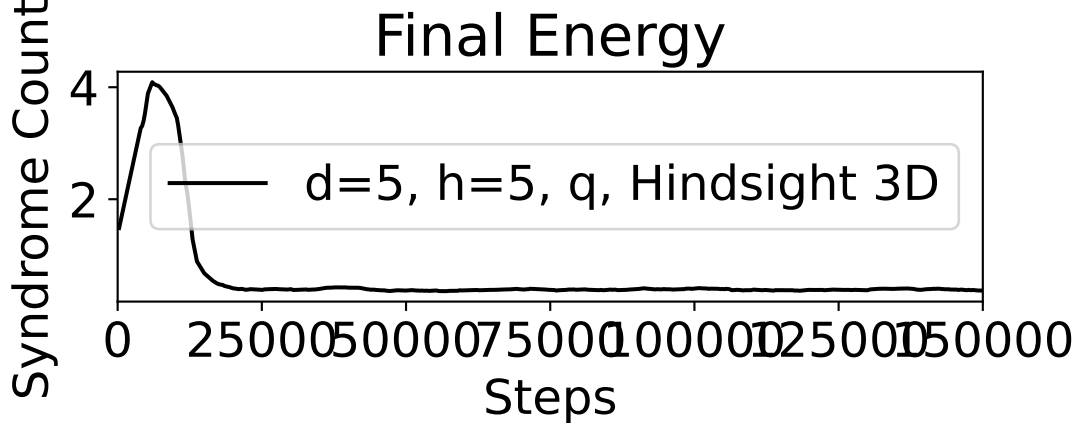 Final Energy
Syndrome Count
4
2
d=5, h=5, q, Hindsight 3D
0 25000 50000 75000 100000 125000 150000
Steps